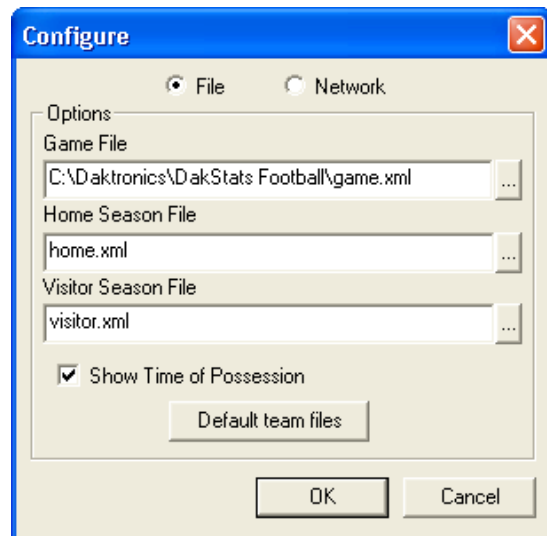 Configure
File Network
Options
Game File
C:\Daktronics\DakStats Football\game.xml
...
Home Season File
home.xml
...
Visitor Season File
visitor.xml
...
Show Time of Possession
Default team files
OK Cancel